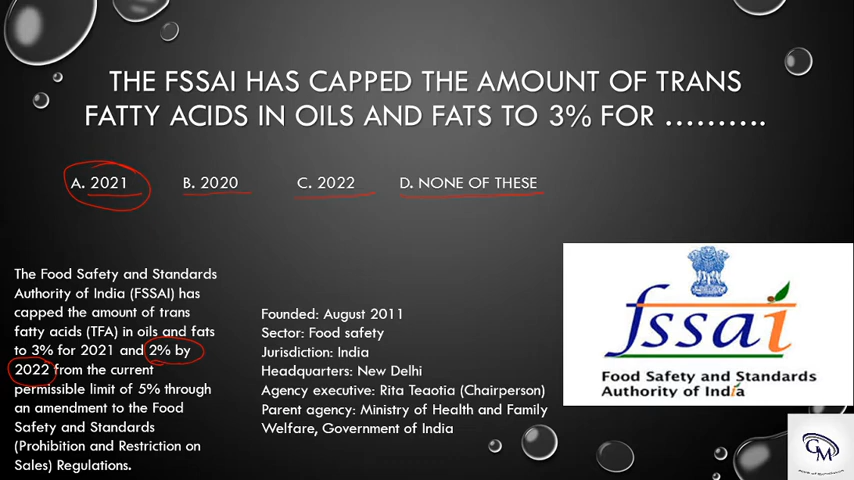 THE FSSAI HAS CAPPED THE AMOUNT OF TRANS
FATTY ACIDS IN OILS AND FATS TO 3% FOR ..........
A. 2021 B. 2020 C. 2022 D. NONE OF THESE
The Food Safety and Standards
Authority of India (FSSAI) has
capped the amount of trans
fatty acids (TFA) in oils and fats
to 3% for 2021 and 2% by
2022 from the current
permissible limit of 5% through
an amendment to the Food
Safety and Standards
(Prohibition and Restriction on
Sales) Regulations.
Founded: August 2011
Sector: Food safety
Jurisdiction: India
Headquarters: New Delhi
Agency executive: Rita Teaotia (Chairperson)
Parent agency: Ministry of Health and Family
Welfare, Government of India
fssai
Food Safety and Standards
Authority of India
GM